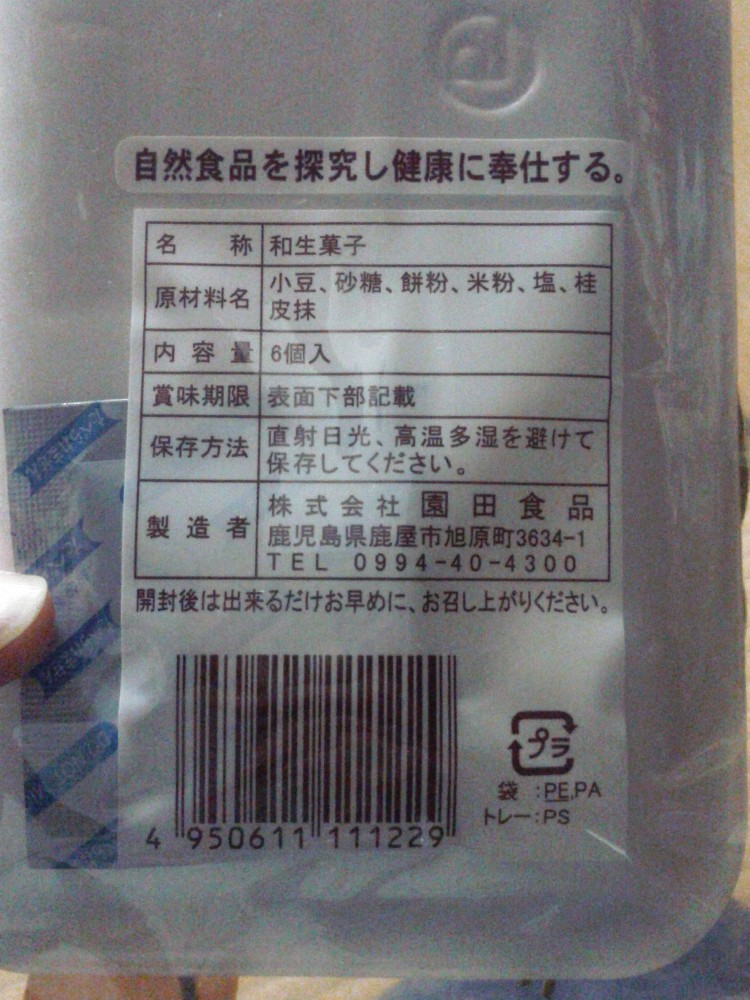 自然食品を探究し健康に奉仕する。
名 称 和生菓子
原材料名 小豆、砂糖、餅粉、米粉、塩、桂
皮抹
内容量 6個入
賞味期限 表面下部記載
保存方法 直射日光、高温多湿を避けて
保存してください。
製造者 株式会社 園田食品
鹿児島県鹿屋市旭原町3634-1
TEL 0994-40-4300
開封後は出来るだけお早めに、お召し上がりください。
プラ
袋 :PE,PA
トレー:PS
4 950611 111229